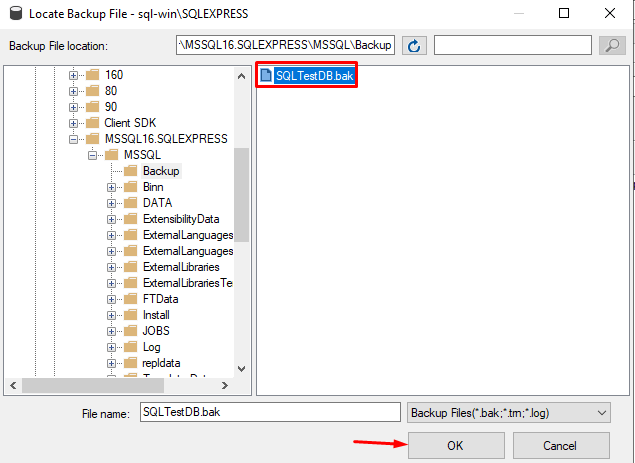 Locate Backup File - sql-win\SQLEXPRESS
Backup File location:
\MSSQL16.SQLEXPRESS\MSSQL\Backup
160
80
90
Client SDK
MSSQL16.SQLEXPRESS
MSSQL
Backup
Binn
DATA
ExtensibilityData
ExternalLanguages
ExternalLanguages
ExternalLibraries
ExternalLibrariesTe
FTData
Install
JOBS
Log
repldata
SQLTestDB.bak
File name:
SQLTestDB.bak
Backup Files(*.bak;*.trn;*.log)
OK
Cancel